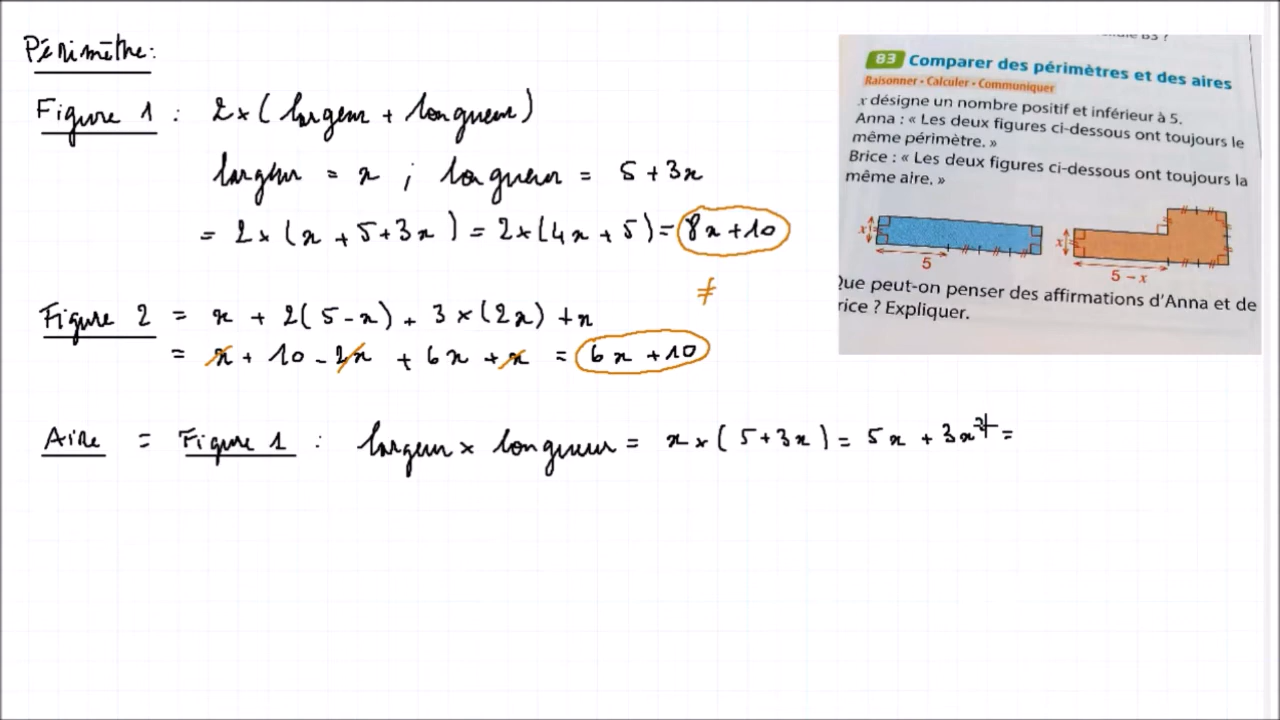 Périmètre:
Figure 1 : 2 × ( largeur + longueur )
largeur = x ; longueur = 5 + 3x
= 2 × ( x + 5 + 3x ) = 2 × ( 4x + 5 ) = 8x + 10
≠
Figure 2 = x + 2 ( 5 - x ) + 3 × ( 2x ) + x
= x + 10 - 2x + 6x + x = 6x + 10
Aire = Figure 1 : largeur × longueur = x × ( 5 + 3x ) = 5x + 3x² =
83 Comparer des périmètres et des aires
Raisonner • Calculer • Communiquer
x désigne un nombre positif et inférieur à 5.
Anna : « Les deux figures ci-dessous ont toujours le
même périmètre. »
Brice : « Les deux figures ci-dessous ont toujours la
même aire. »
x 5 x 5 – x
Que peut-on penser des affirmations d'Anna et de
rice ? Expliquer.